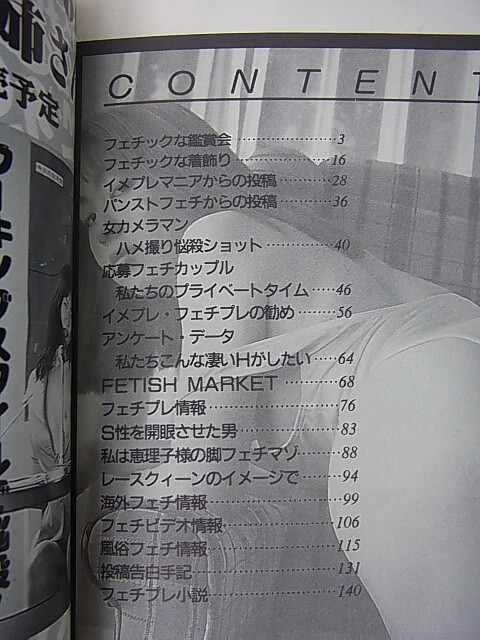 姉さ
売予定
CONTENT
フェチックな鑑賞会……………3
フェチックな着飾り……………16
イメプレマニアからの投稿………28
パンストフェチからの投稿………36
女カメラマン
ハメ撮り悩殺ショット…………40
応募フェチカップル
私たちのプライベートタイム……46
イメプレ・フェチプレの勧め……56
アンケート・データ
私たちこんな凄いHがしたい……64
FETISH MARKET…………68
フェチプレ情報………………76
S性を開眼させた男……………83
私は恵理子様の脚フェチマゾ……88
レースクィーンのイメージで……94
海外フェチ情報………………99
フェチビデオ情報……………106
風俗フェチ情報………………115
投稿告白手記…………………131
フェチプレ小説………………140